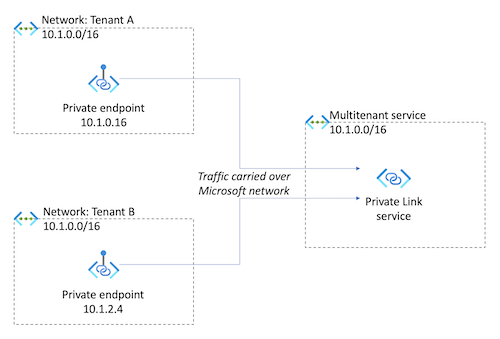 Network: Tenant A
10.1.0.0/16
Private endpoint
10.1.0.16
Multitenant service
10.1.0.0/16
Traffic carried over
Microsoft network
Private Link
service
Network: Tenant B
10.1.0.0/16
Private endpoint
10.1.2.4